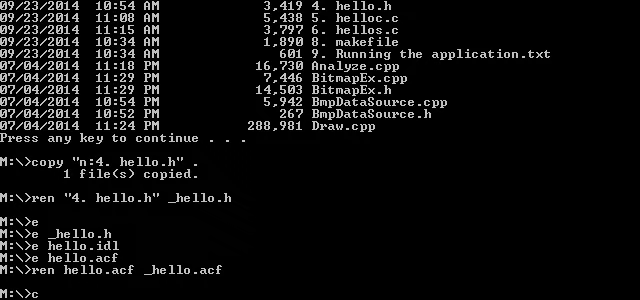 09/23/2014  10:54 AM             3,419 4. hello.h
09/23/2014  11:08 AM             5,438 5. helloc.c
09/23/2014  11:15 AM             3,797 6. hellos.c
09/23/2014  10:34 AM             1,890 8. makefile
09/23/2014  10:34 AM               601 9. Running the application.txt
07/04/2014  11:18 PM            16,730 Analyze.cpp
07/04/2014  11:29 PM             7,446 BitmapEx.cpp
07/04/2014  11:29 PM            14,503 BitmapEx.h
07/04/2014  10:54 PM             5,942 BmpDataSource.cpp
07/04/2014  10:52 PM               267 BmpDataSource.h
07/04/2014  11:24 PM           288,981 Draw.cpp
Press any key to continue . . .
M:\>copy "n:4. hello.h" .
        1 file(s) copied.
M:\>ren "4. hello.h" _hello.h
M:\>e
M:\>e _hello.h
M:\>e hello.idl
M:\>e hello.acf
M:\>ren hello.acf _hello.acf
M:\>c